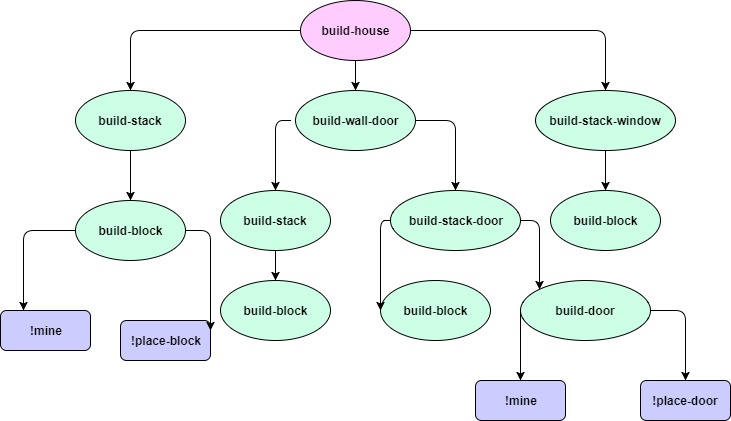 build-house
build-stack
build-wall-door
build-stack-window
build-block
build-stack
build-stack-door
build-block
!mine
!place-block
build-block
build-block
build-door
!mine
!place-door